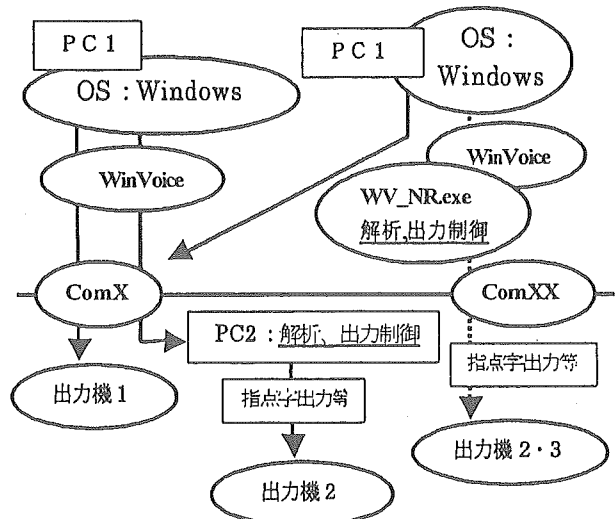 PC1
OS:Windows
WinVoice
ComX
出力機1
PC2:解析、出力制御
指点字出力等
出力機2
PC1
OS:
Windows
WinVoice
WV_NR.exe
解析,出力制御
ComXX
指点字出力等
出力機2・3